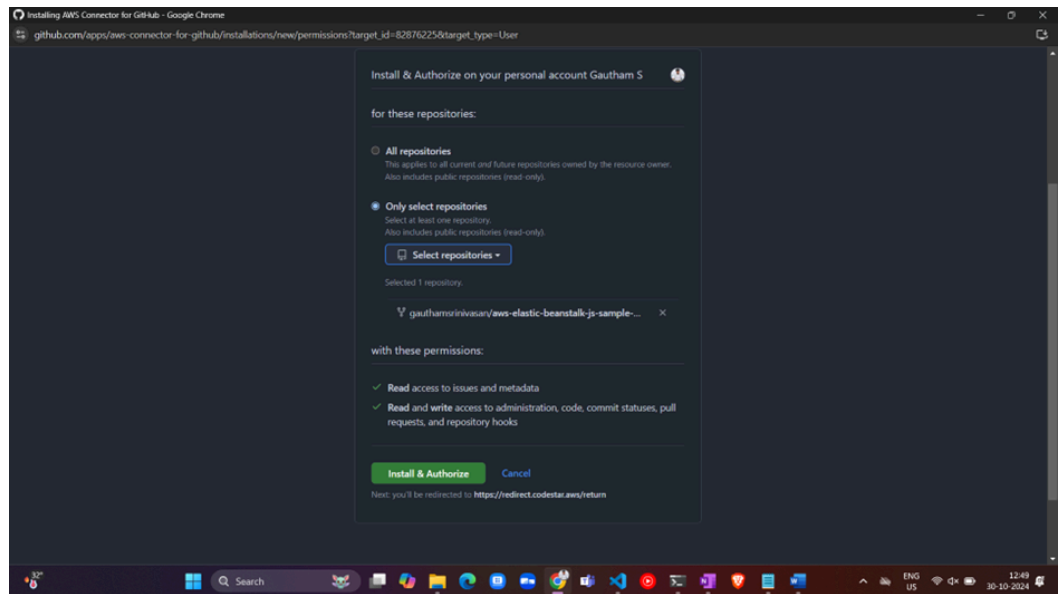 Installing AWS Connector for GitHub - Google Chrome
github.com/apps/aws-connector-for-github/installations/new/permissions?target_id=82876225&target_type=User
Install & Authorize on your personal account Gautham S
for these repositories:
All repositories
This applies to all current and future repositories owned by the resource owner.
Also includes public repositories (read-only).
Only select repositories
Select at least one repository.
Also includes public repositories (read-only).
Select repositories
Selected 1 repository.
gauthamsrinivasan/aws-elastic-beanstalk-js-sample-...
with these permissions:
Read access to issues and metadata
Read and write access to administration, code, commit statuses, pull
requests, and repository hooks
Install & Authorize Cancel
Next: you'll be redirected to https://redirect.codestar.aws/return
32°
Search
ENG
US
12:49
30-10-2024